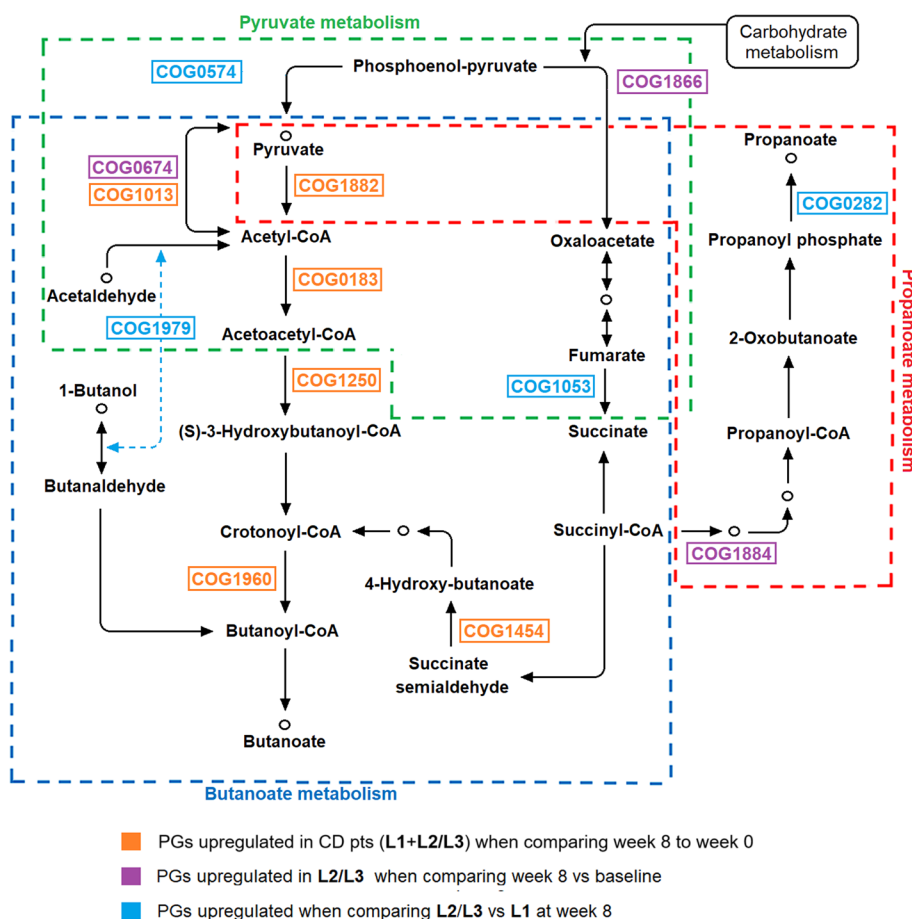 Pyruvate metabolism
Carbohydrate
metabolism
COG0574
Phosphoenol-pyruvate
COG1866
Pyruvate
Propanoate
COG0674
COG1013
COG1882
COG0282
Acetyl-CoA
Oxaloacetate
Propanoyl phosphate
COG0183
Acetaldehyde
COG1979
Acetoacetyl-CoA
2-Oxobutanoate
Fumarate
COG1250
COG1053
1-Butanol
(S)-3-Hydroxybutanoyl-CoA
Succinate
Propanoyl-CoA
Propanoate metabolism
Butanaldehyde
Crotonoyl-CoA
Succinyl-CoA
COG1884
COG1960
4-Hydroxy-butanoate
Butanoyl-CoA
COG1454
Succinate
semialdehyde
Butanoate
Butanoate metabolism
PGs upregulated in CD pts (L1+L2/L3) when comparing week 8 to week 0
PGs upregulated in L2/L3 when comparing week 8 vs baseline
PGs upregulated when comparing L2/L3 vs L1 at week 8